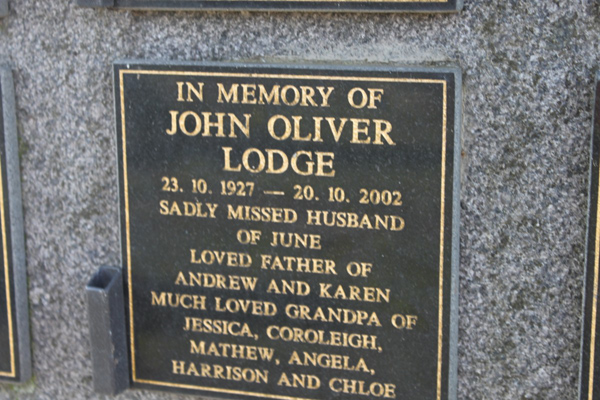 IN MEMORY OF
JOHN OLIVER
LODGE
23. 10. 1927 — 20. 10. 2002
SADLY MISSED HUSBAND
OF JUNE
LOVED FATHER OF
ANDREW AND KAREN
MUCH LOVED GRANDPA OF
JESSICA, COROLEIGH,
MATHEW, ANGELA,
HARRISON AND CHLOE